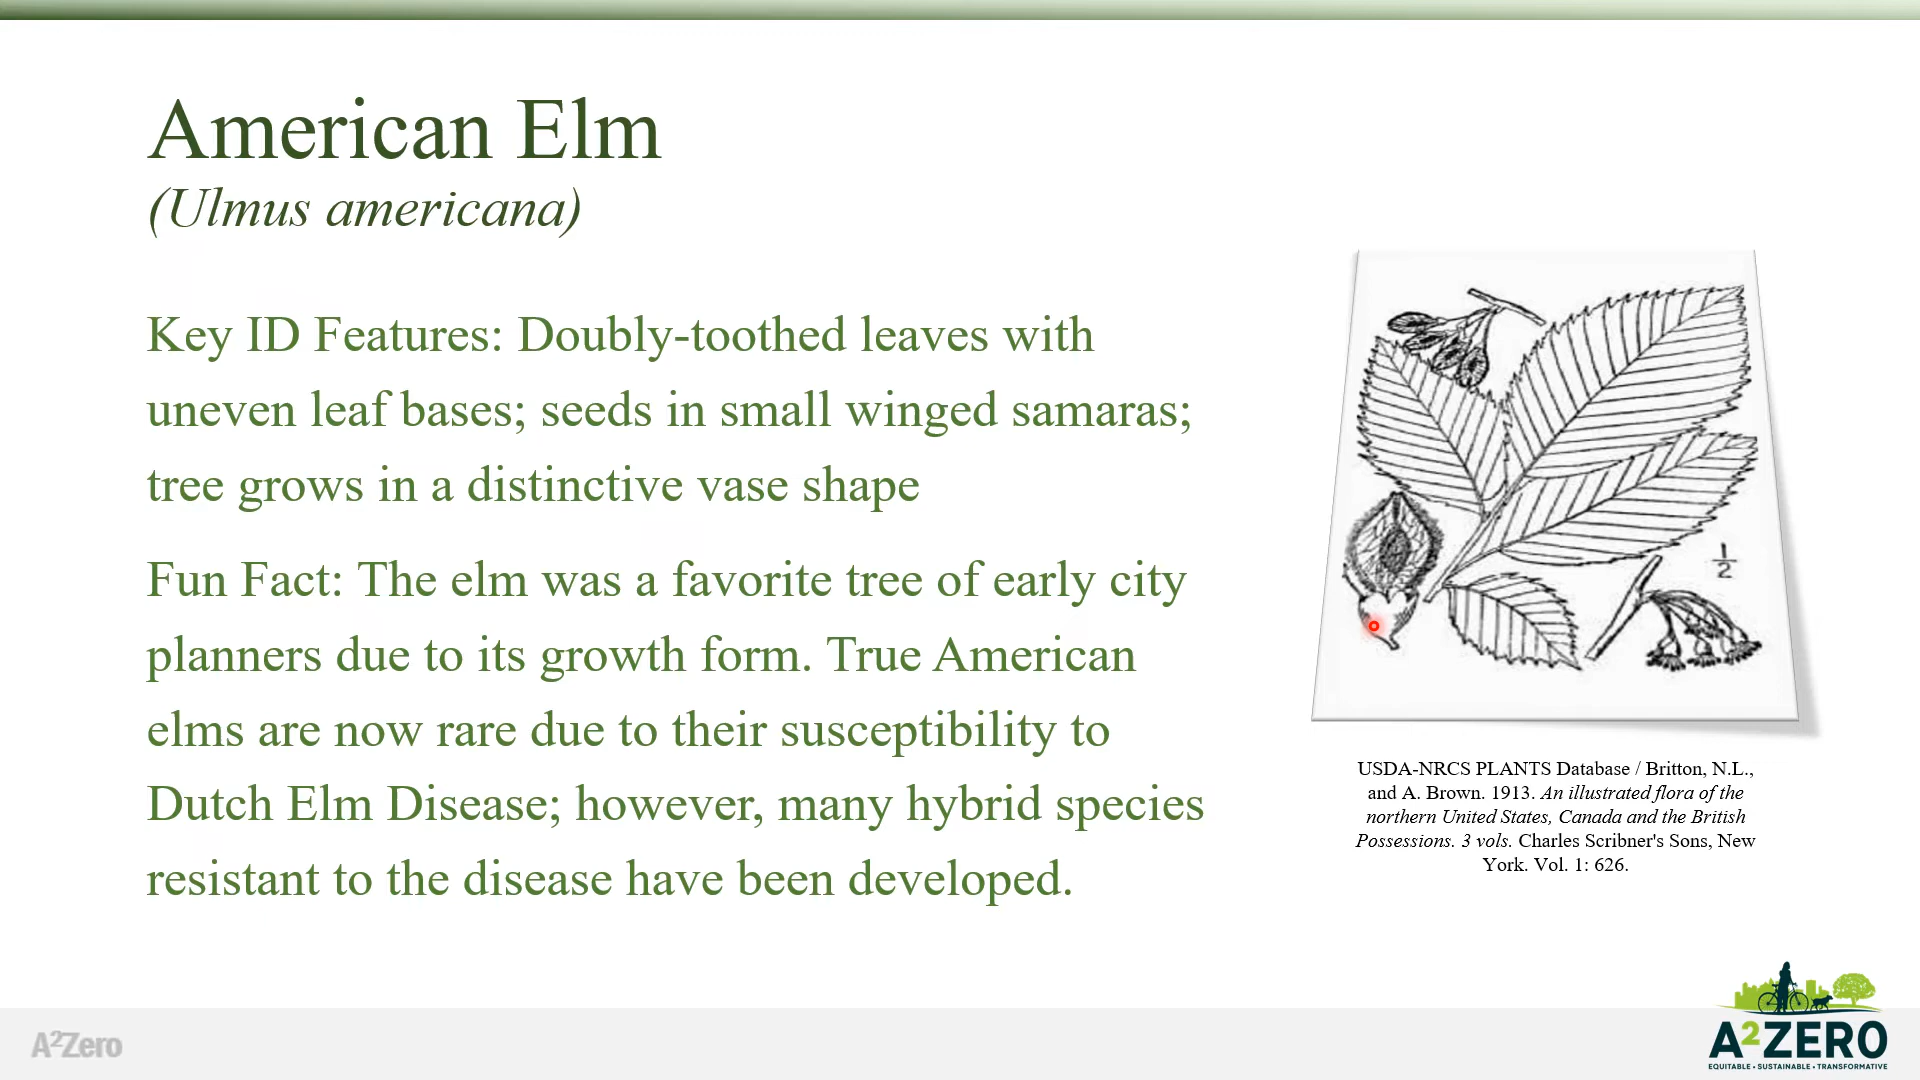 American Elm
(Ulmus americana)
Key ID Features: Doubly-toothed leaves with
uneven leaf bases; seeds in small winged samaras;
tree grows in a distinctive vase shape
Fun Fact: The elm was a favorite tree of early city
planners due to its growth form. True American
elms are now rare due to their susceptibility to
Dutch Elm Disease; however, many hybrid species
resistant to the disease have been developed.
1/2
USDA-NRCS PLANTS Database / Britton, N.L.,
and A. Brown. 1913. An illustrated flora of the
northern United States, Canada and the British
Possessions. 3 vols. Charles Scribner's Sons, New
York. Vol. 1: 626.
A²Zero
A²ZERO
EQUITABLE • SUSTAINABLE • TRANSFORMATIVE